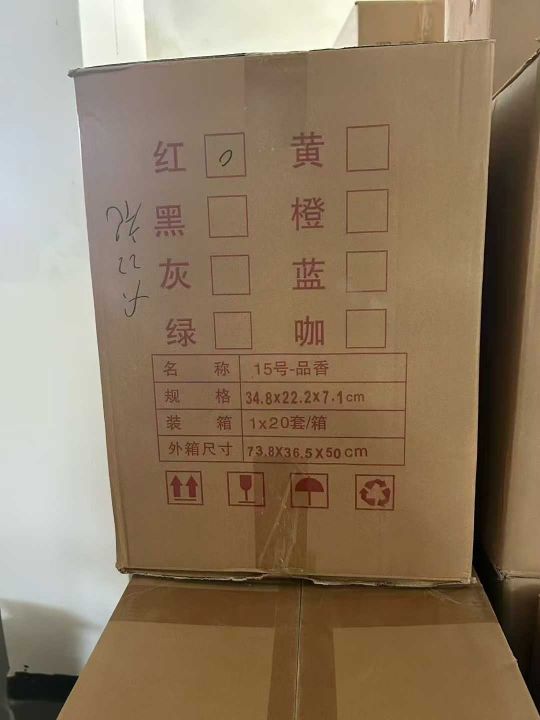 红 黄
黑 橙
灰 蓝
绿 咖
名 称 15号-品香
规 格 34.8X22.2X7.1cm
装 箱 1x20套/箱
外箱尺寸 73.8X36.5X50cm